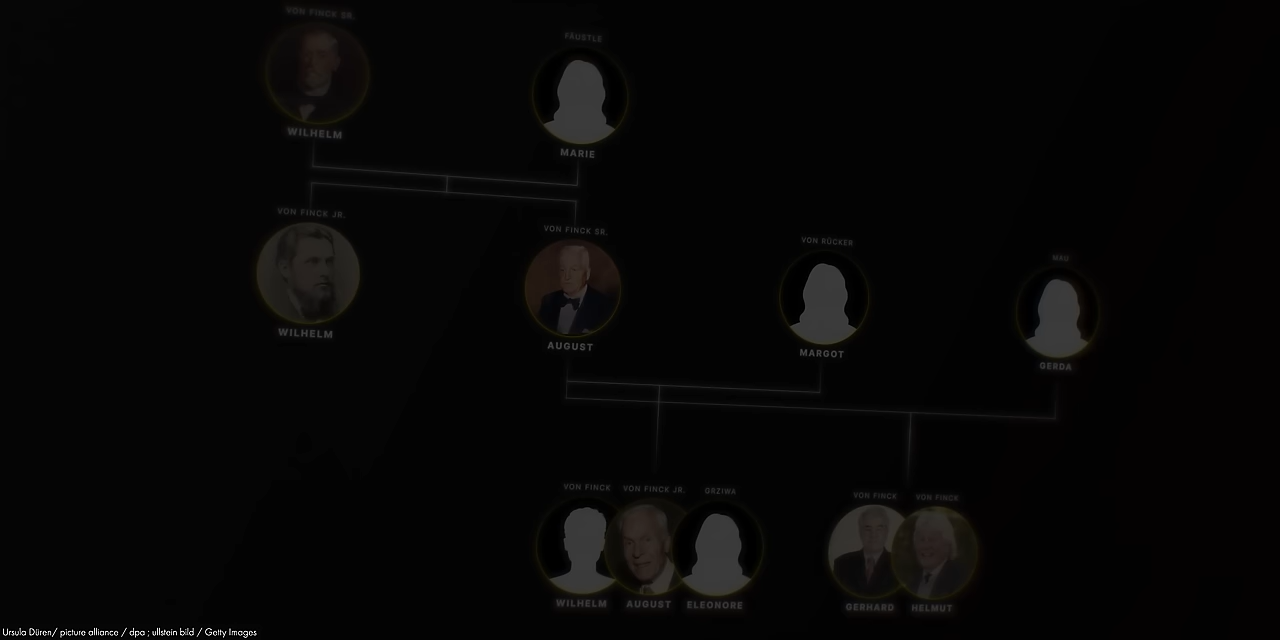 VON FINCK SR.
WILHELM
FÄUSTLE
MARIE
VON FINCK JR.
WILHELM
VON FINCK SR.
AUGUST
VON RÜCKER
MARGOT
MAU
GERDA
VON FINCK
WILHELM
VON FINCK JR.
AUGUST
GRZIWA
ELEONORE
VON FINCK
GERHARD
VON FINCK
HELMUT
Ursula Düren/ picture alliance / dpa ; ullstein bild / Getty Images